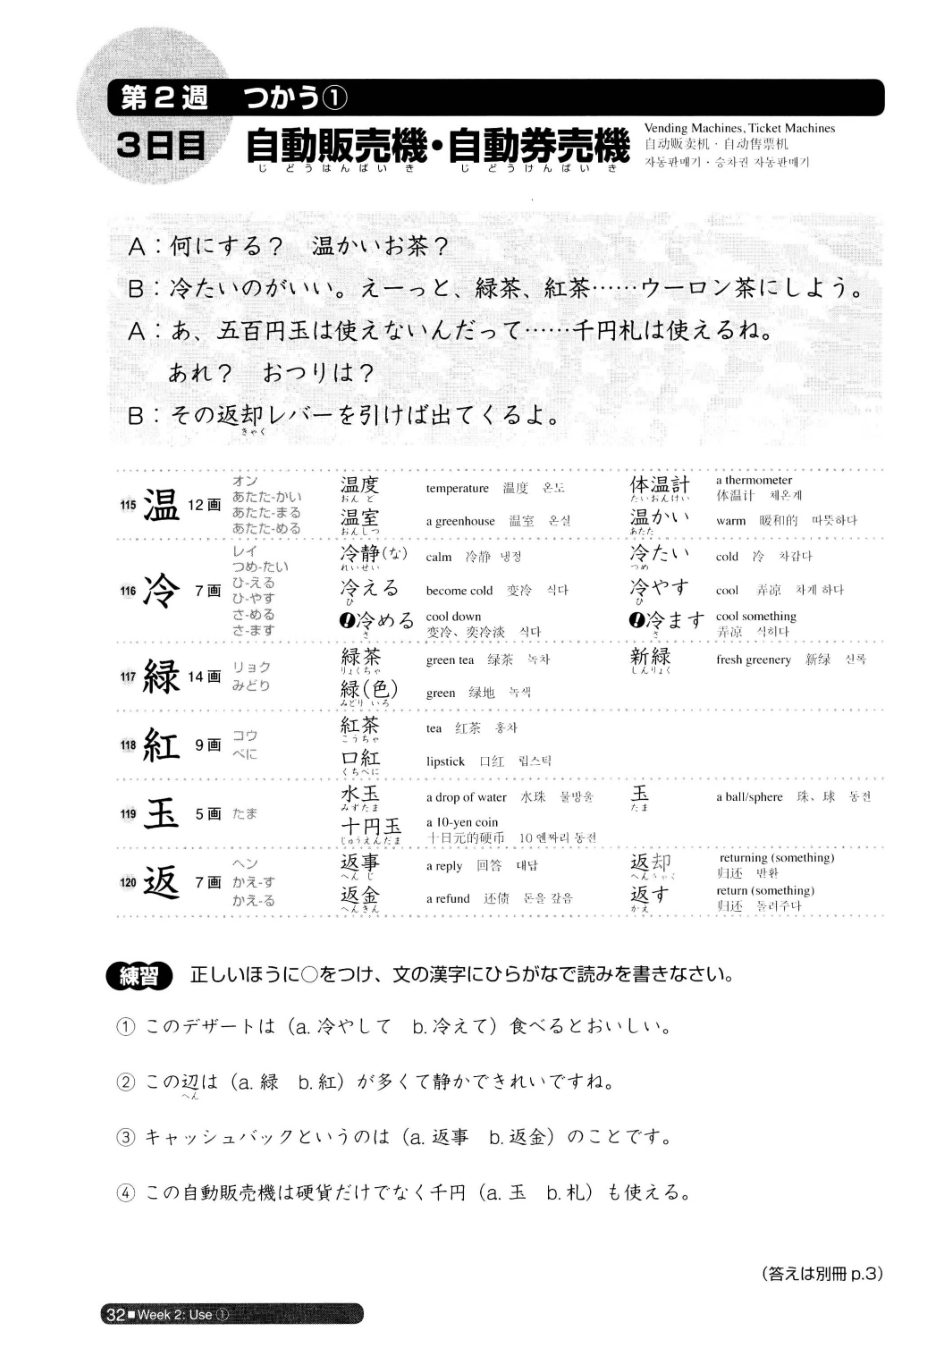 第2週 つかう①
3日目 自動販売機・自動券売機
じどうはんばいき じどうけんばいき
Vending Machines, Ticket Machines
自动贩卖机・自动售票机
자동판매기・승차권 자동판매기
A：何にする？ 温かいお茶？
B：冷たいのがいい。えーっと、緑茶、紅茶……ウーロン茶にしよう。
A：あ、五百円玉は使えないんだって……千円札は使えるね。
あれ？ おつりは？
B：その返却レバーを引けば出てくるよ。
きゃく
115 温 12画
オン
あたた-かい
あたた-まる
あたた-める
温度 temperature 温度 온도
おんど
体温計 a thermometer 体温计 체온계
たいおんけい
温室 a greenhouse 温室 온실
おんしつ
温かい warm 暖和的 따뜻하다
あたた
116 冷 7画
レイ
つめ-たい
ひ-える
ひ-やす
さ-める
さ-ます
冷静(な) calm 冷静 냉정
れいせい
冷たい cold 冷 차갑다
つめ
冷える become cold 变冷 식다
ひ
冷やす cool 弄凉 차게 하다
ひ
❗冷める cool down 变冷、变冷淡 식다
さ
❗冷ます cool something 弄凉 식히다
さ
117 緑 14画
リョク
みどり
緑茶 green tea 绿茶 녹차
りょくちゃ
新緑 fresh greenery 新绿 신록
しんりょく
緑(色) green 绿地 녹색
みどりいろ
118 紅 9画
コウ
べに
紅茶 tea 红茶 홍차
こうちゃ
口紅 lipstick 口红 립스틱
くちべに
119 玉 5画
たま
水玉 a drop of water 水珠 물방울
みずたま
玉 a ball/sphere 珠、球 동전
たま
十円玉 a 10-yen coin 十日元的硬币 10엔짜리 동전
じゅうえんだま
120 返 7画
ヘン
かえ-す
かえ-る
返事 a reply 回答 대답
へんじ
返却 returning (something) 归还 반환
へんきゃく
返金 a refund 还债 돈을 갚음
へんきん
返す return (something) 归还 돌려주다
かえ
練習 正しいほうに○をつけ、文の漢字にひらがなで読みを書きなさい。
① このデザートは（a. 冷やして b. 冷えて）食べるとおいしい。
② この辺は（a. 緑 b. 紅）が多くて静かできれいですね。
へん
③ キャッシュバックというのは（a. 返事 b. 返金）のことです。
④ この自動販売機は硬貨だけでなく千円（a. 玉 b. 札）も使える。
（答えは別冊 p.3）
32■Week 2: Use ①